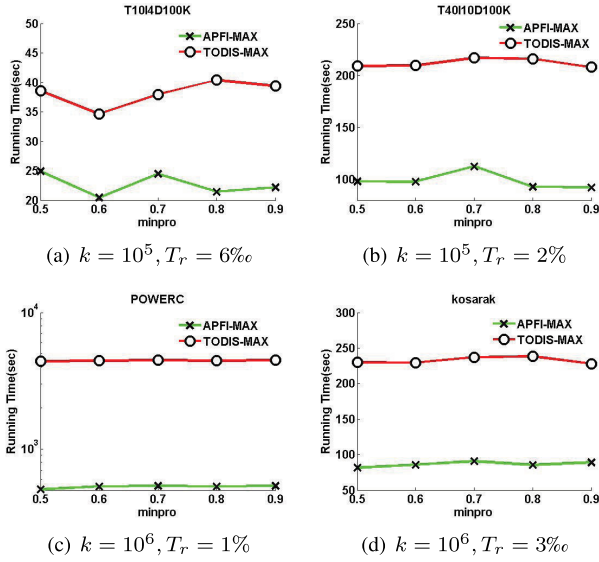 T10I4D100K
50
45
40
35
30
25
20
Running Time(sec)
APFI-MAX
TODIS-MAX
0.5 0.6 0.7 0.8 0.9
minpro
(a) k = 10⁵, Tᵣ = 6‰
T40I10D100K
250
200
150
100
Running Time(sec)
APFI-MAX
TODIS-MAX
0.5 0.6 0.7 0.8 0.9
minpro
(b) k = 10⁵, Tᵣ = 2%
POWERC
10⁴
10³
Running Time(sec)
APFI-MAX
TODIS-MAX
0.5 0.6 0.7 0.8 0.9
minpro
(c) k = 10⁶, Tᵣ = 1%
kosarak
300
250
200
150
100
50
Running Time(sec)
APFI-MAX
TODIS-MAX
0.5 0.6 0.7 0.8 0.9
minpro
(d) k = 10⁶, Tᵣ = 3‰